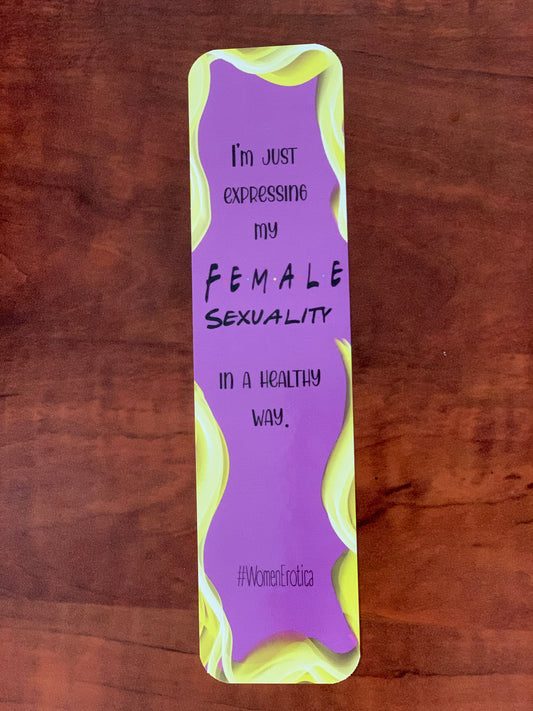 I'm just
expressing
my
F·E·M·A·L·E
Sexuality
in a healthy
way.
#WomenErotica